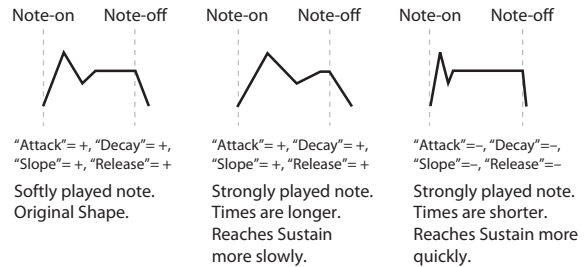 Note-on Note-off
"Attack"= +, "Decay"= +,
"Slope"= +, "Release"= +
Softly played note.
Original Shape.
Note-on Note-off
"Attack"= +, "Decay"= +,
"Slope"= +, "Release"= +
Strongly played note.
Times are longer.
Reaches Sustain
more slowly.
Note-on Note-off
"Attack"=–, "Decay"=–,
"Slope"=–, "Release"=–
Strongly played note.
Times are shorter.
Reaches Sustain more
quickly.